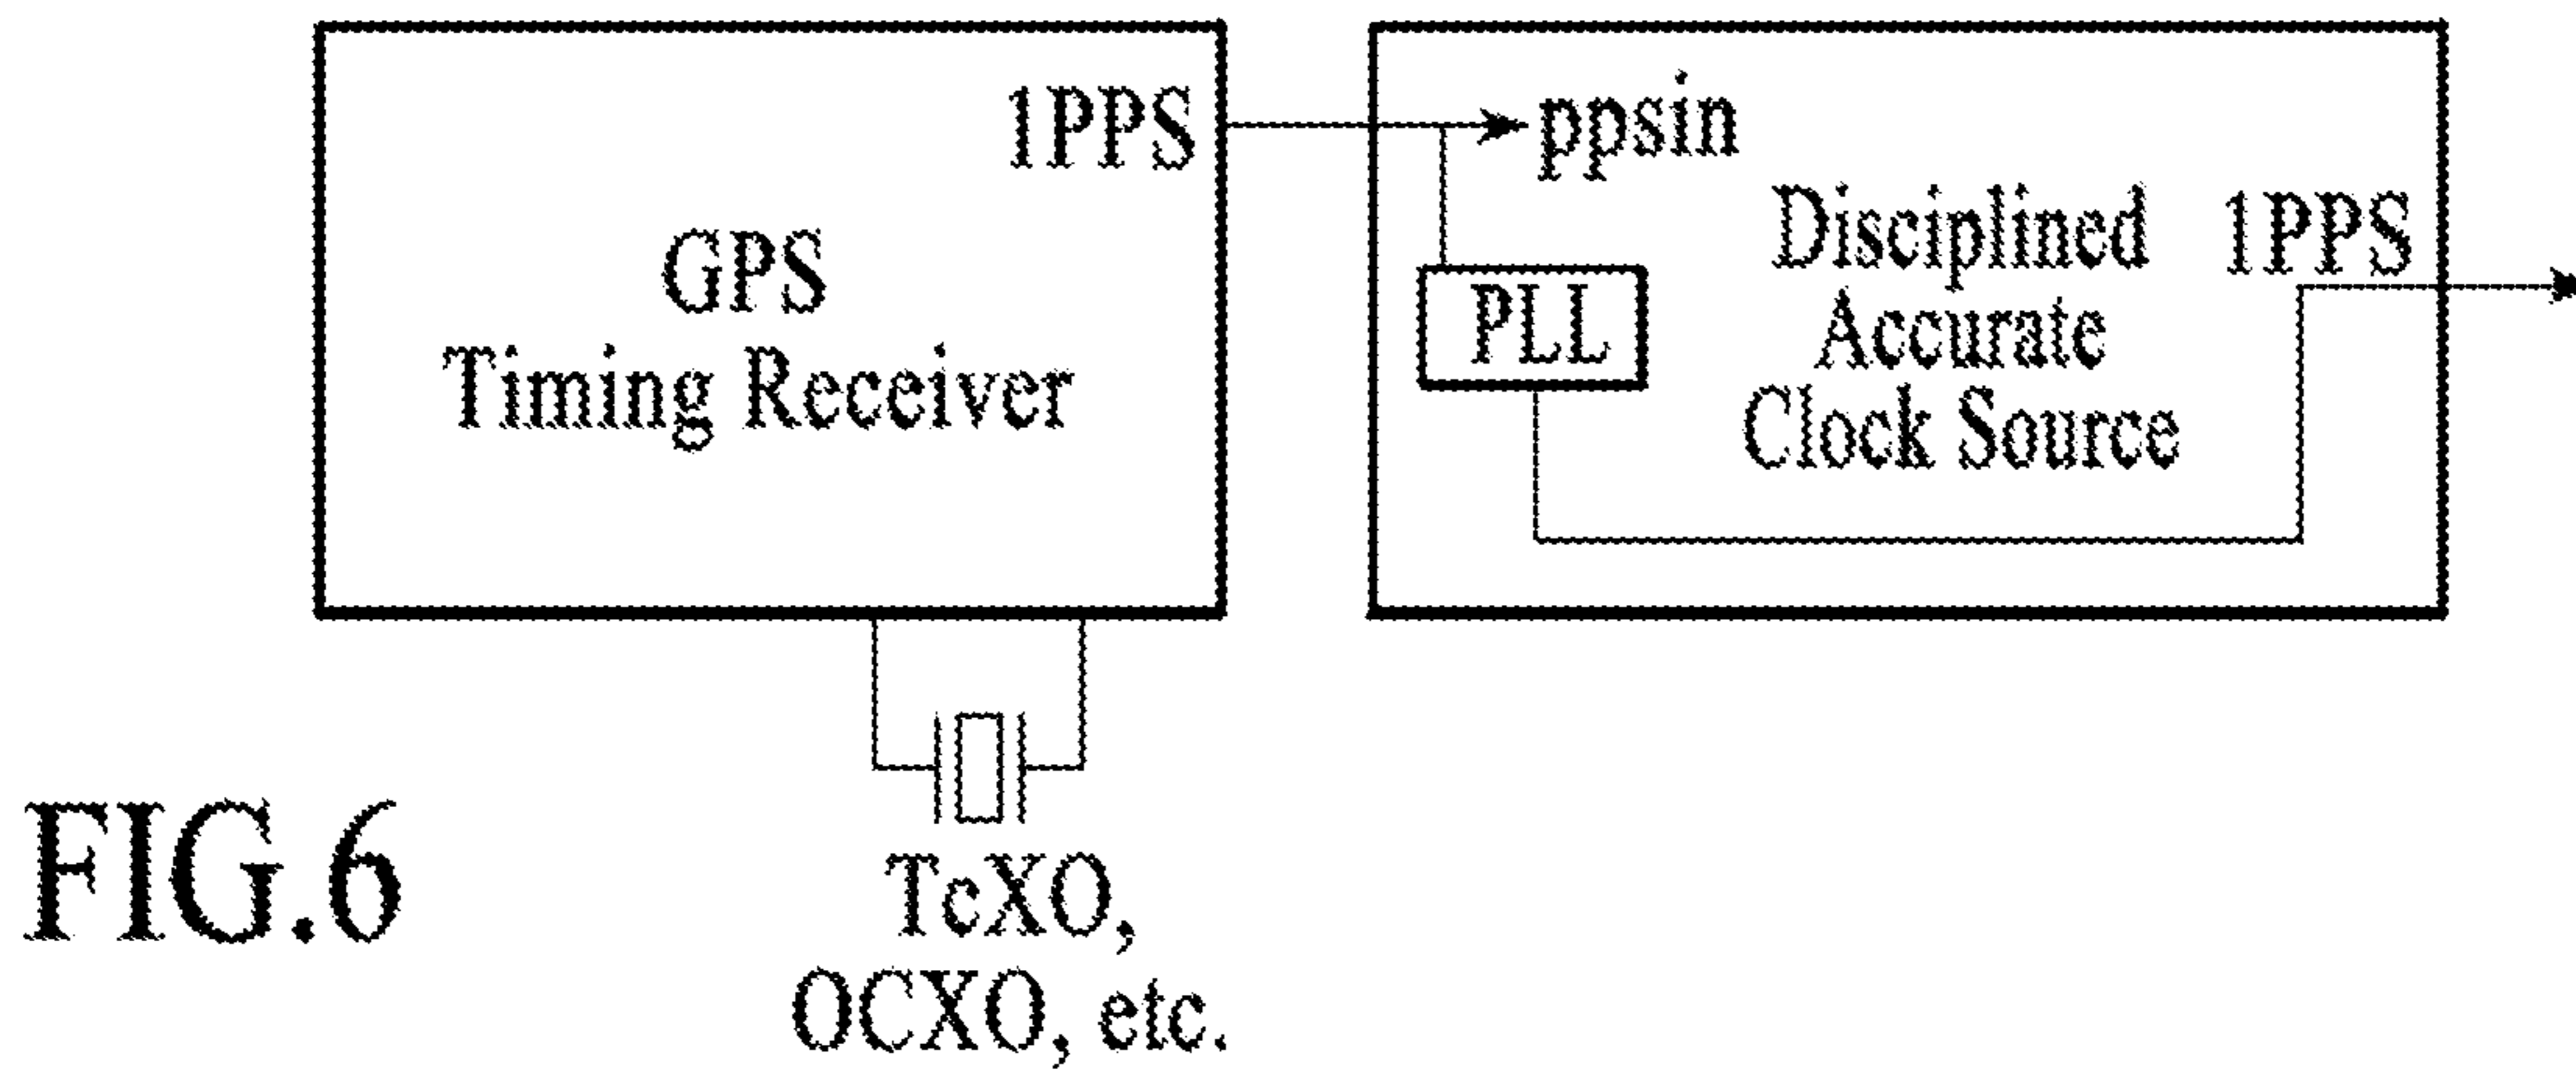 1PPS
GPS
Timing Receiver
ppsin
PLL
Disciplined
Accurate
Clock Source
1PPS
TcXO,
OCXO, etc.
FIG.6